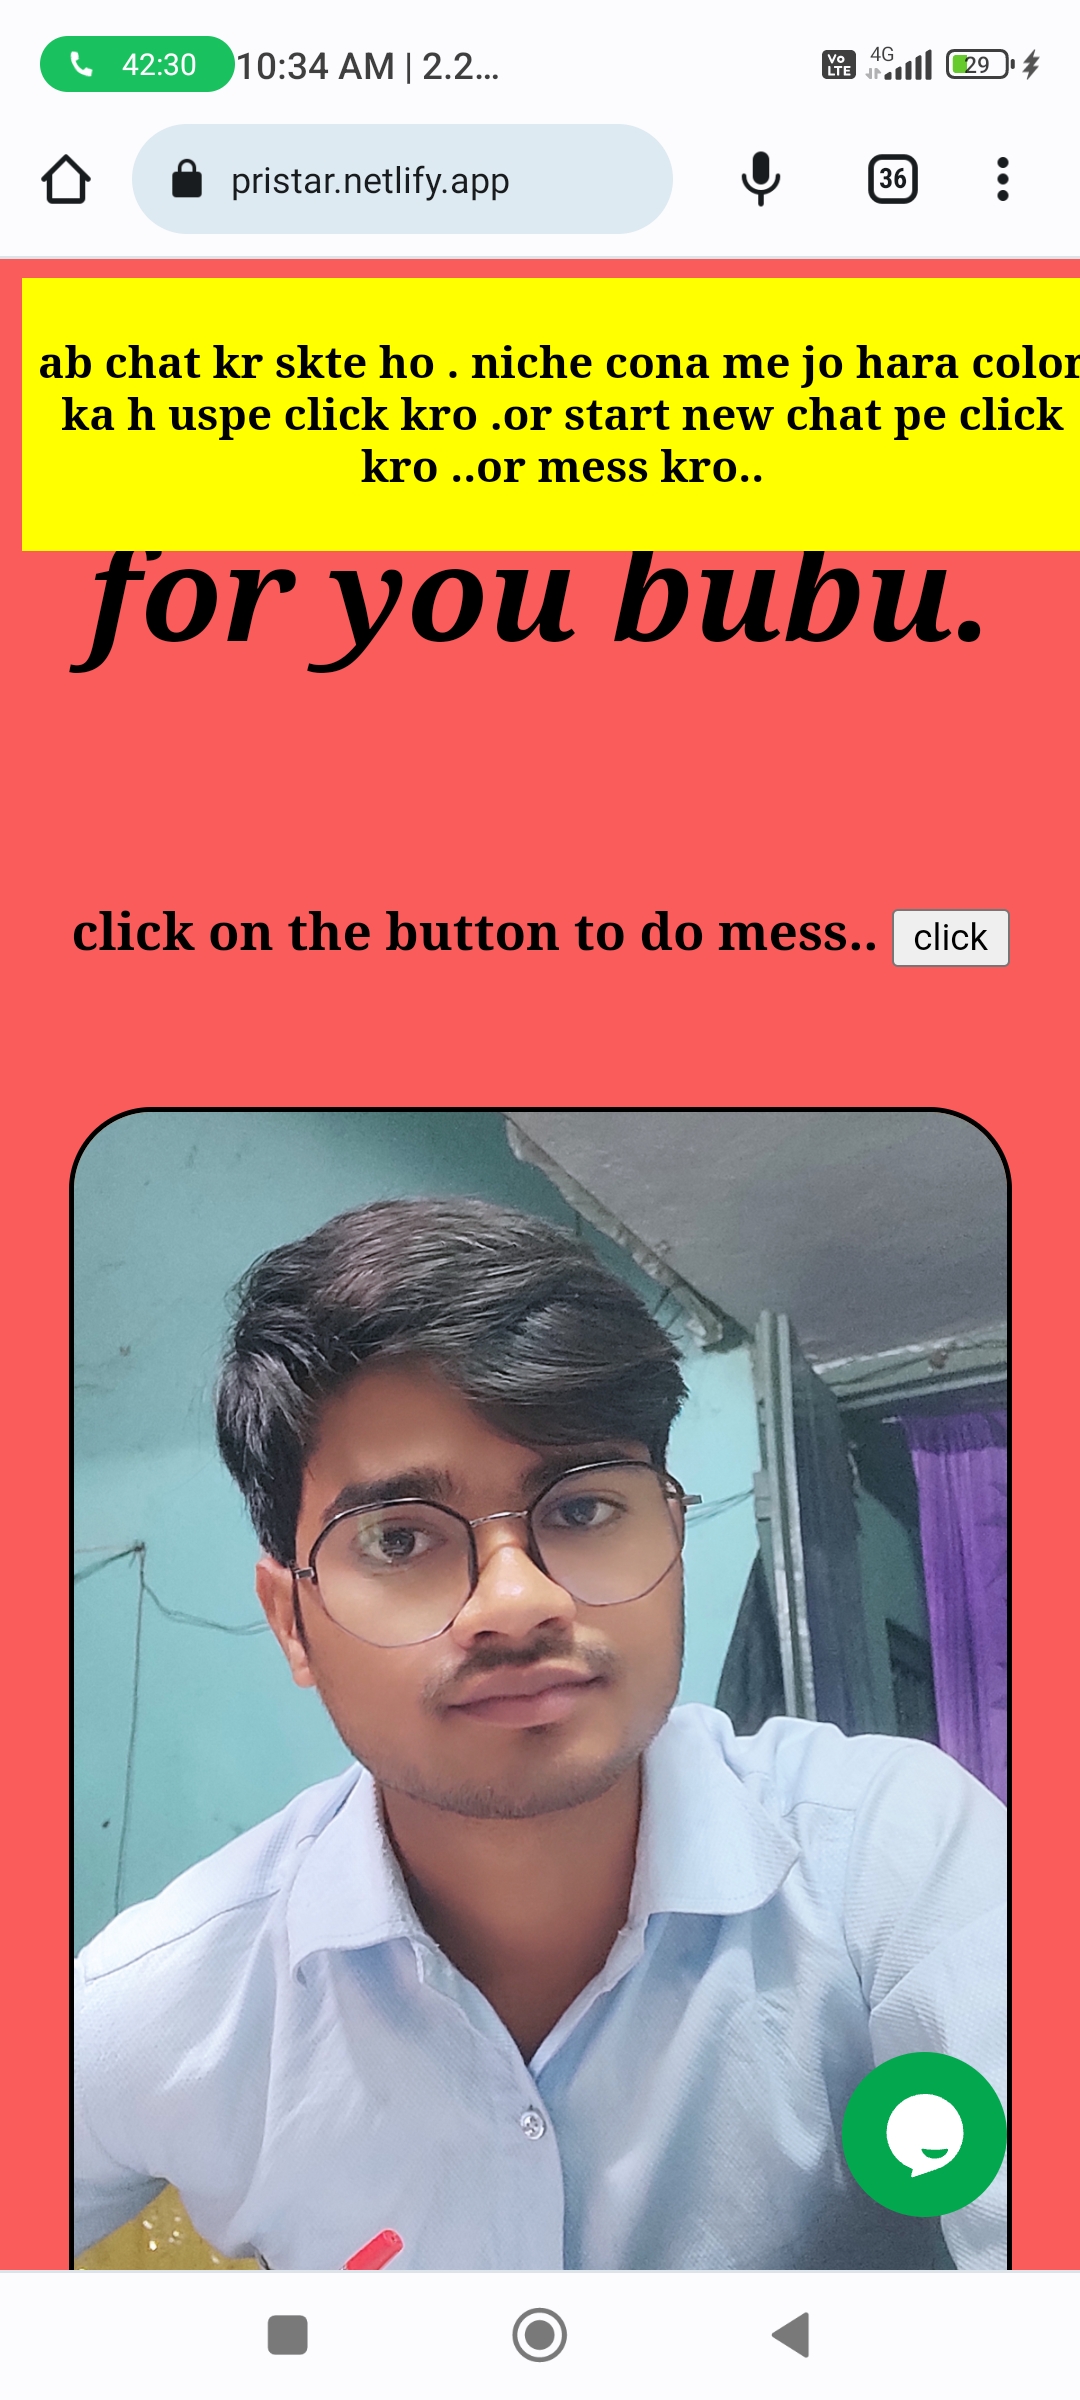 42:30 10:34 AM | 2.2...
Vo LTE 4G 29
pristar.netlify.app 36
ab chat kr skte ho . niche cona me jo hara color
ka h uspe click kro .or start new chat pe click
kro ..or mess kro..
for you bubu.
click on the button to do mess.. click